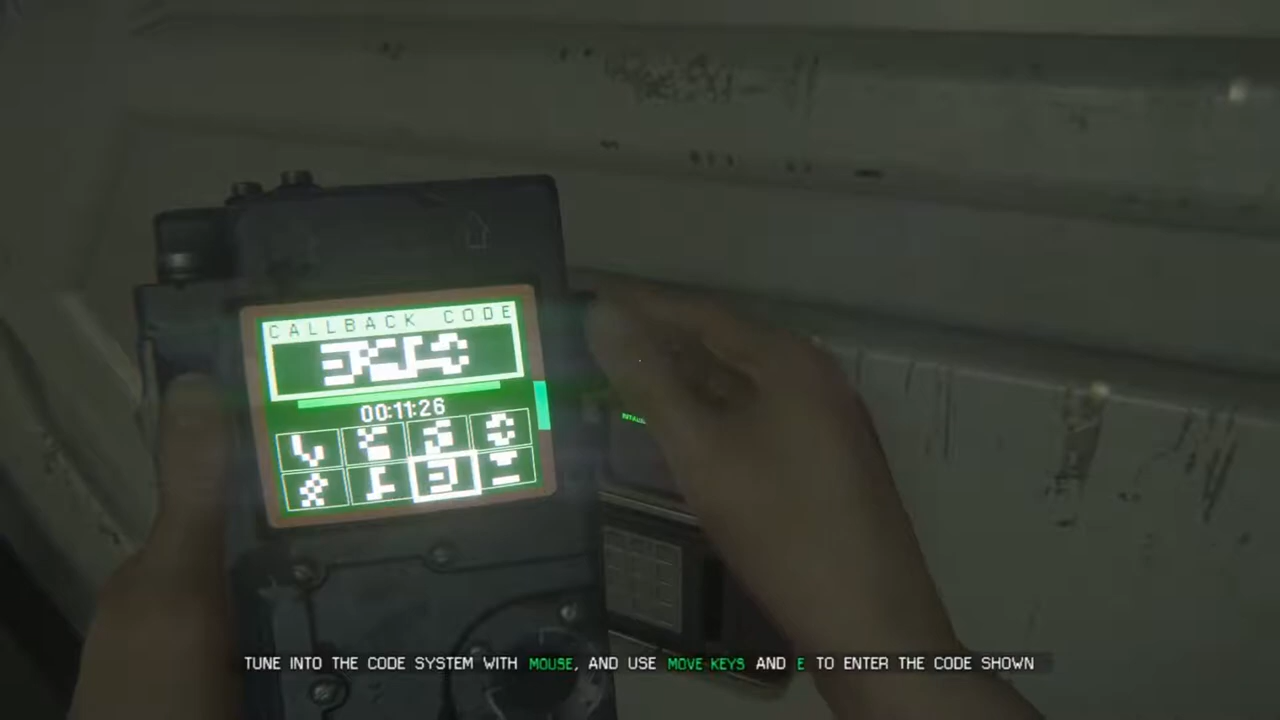 CALLBACK CODE
00:11:26
TUNE INTO THE CODE SYSTEM WITH MOUSE, AND USE MOVE KEYS AND E TO ENTER THE CODE SHOWN